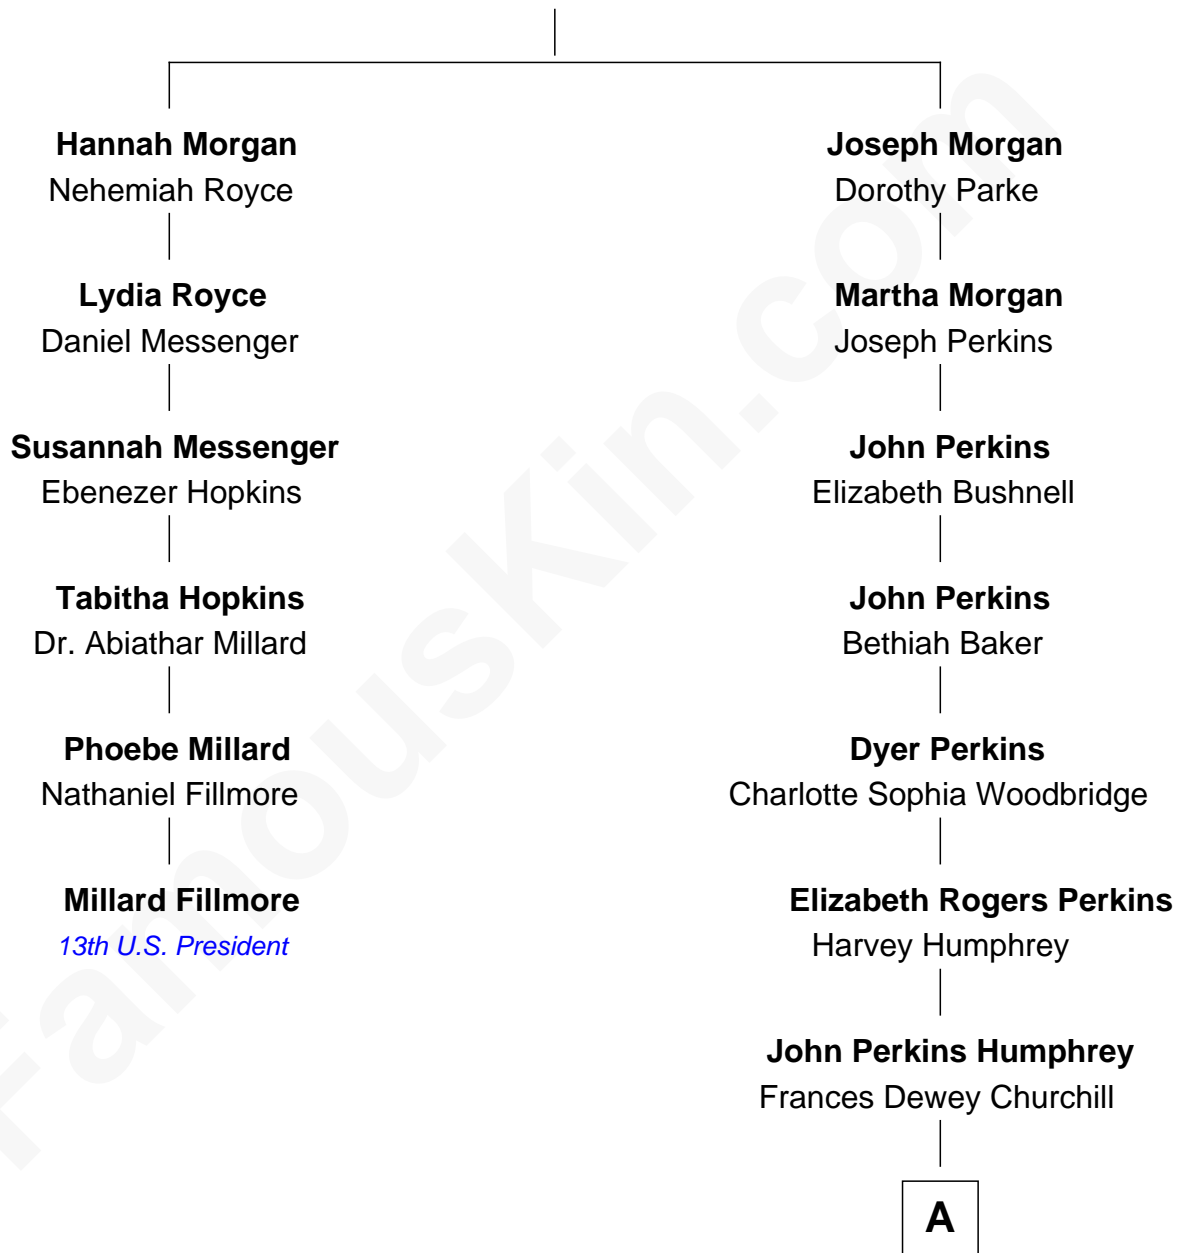 Hannah Morgan
Nehemiah Royce
Lydia Royce
Daniel Messenger
Susannah Messenger
Ebenezer Hopkins
Tabitha Hopkins
Dr. Abiathar Millard
Phoebe Millard
Nathaniel Fillmore
Millard Fillmore
13th U.S. President
Joseph Morgan
Dorothy Parke
Martha Morgan
Joseph Perkins
John Perkins
Elizabeth Bushnell
John Perkins
Bethiah Baker
Dyer Perkins
Charlotte Sophia Woodbridge
Elizabeth Rogers Perkins
Harvey Humphrey
John Perkins Humphrey
Frances Dewey Churchill
A
FamousKin.com